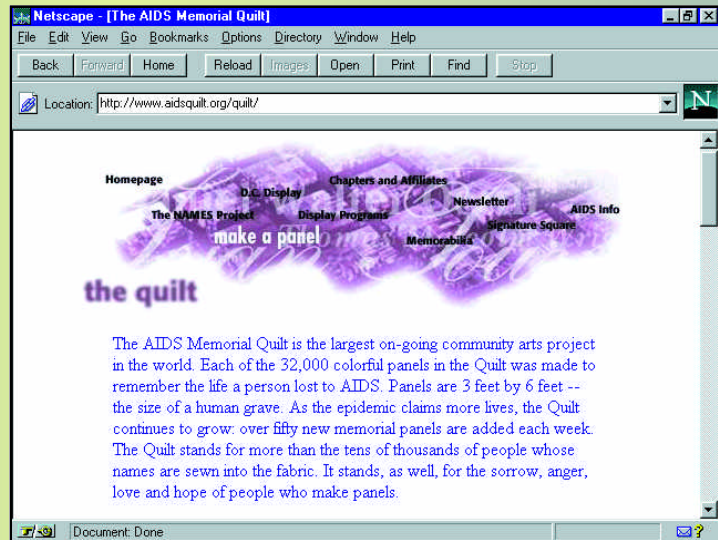 Netscape - [The AIDS Memorial Quilt]
File Edit View Go Bookmarks Options Directory Window Help
Back Forward Home Reload Images Open Print Find Stop
Location: http://www.aidsquilt.org/quilt/
N
Homepage
D.C. Display
Chapters and Affiliates
Newsletter
AIDS Info
The NAMES Project
Display Programs
Signature Square
make a panel
Memorabilia
the quilt
The AIDS Memorial Quilt is the largest on-going community arts project
in the world. Each of the 32,000 colorful panels in the Quilt was made to
remember the life a person lost to AIDS. Panels are 3 feet by 6 feet --
the size of a human grave. As the epidemic claims more lives, the Quilt
continues to grow: over fifty new memorial panels are added each week.
The Quilt stands for more than the tens of thousands of people whose
names are sewn into the fabric. It stands, as well, for the sorrow, anger,
love and hope of people who make panels.
Document: Done